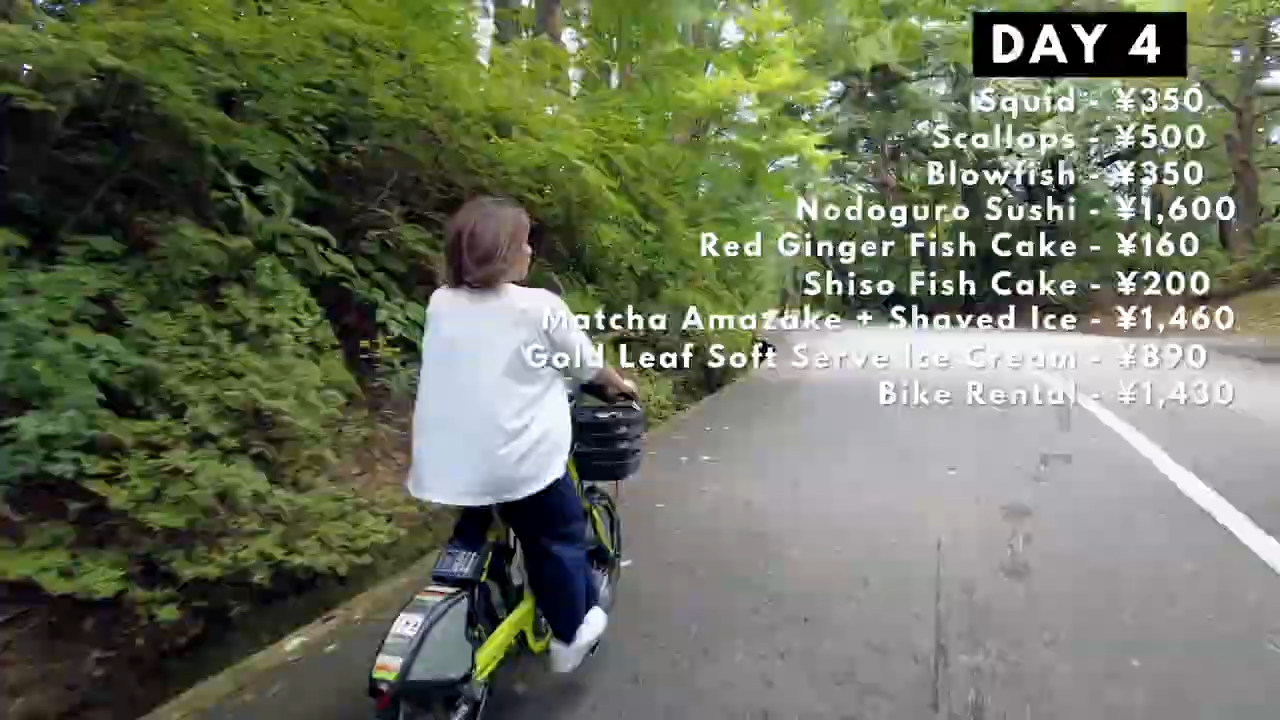 DAY 4
Squid - ¥350
Scallops - ¥500
Blowfish - ¥350
Nodoguro Sushi - ¥1,600
Red Ginger Fish Cake - ¥160
Shiso Fish Cake - ¥200
Matcha Amazake + Shaved Ice - ¥1,460
Gold Leaf Soft Serve Ice Cream - ¥890
Bike Rental - ¥1,430